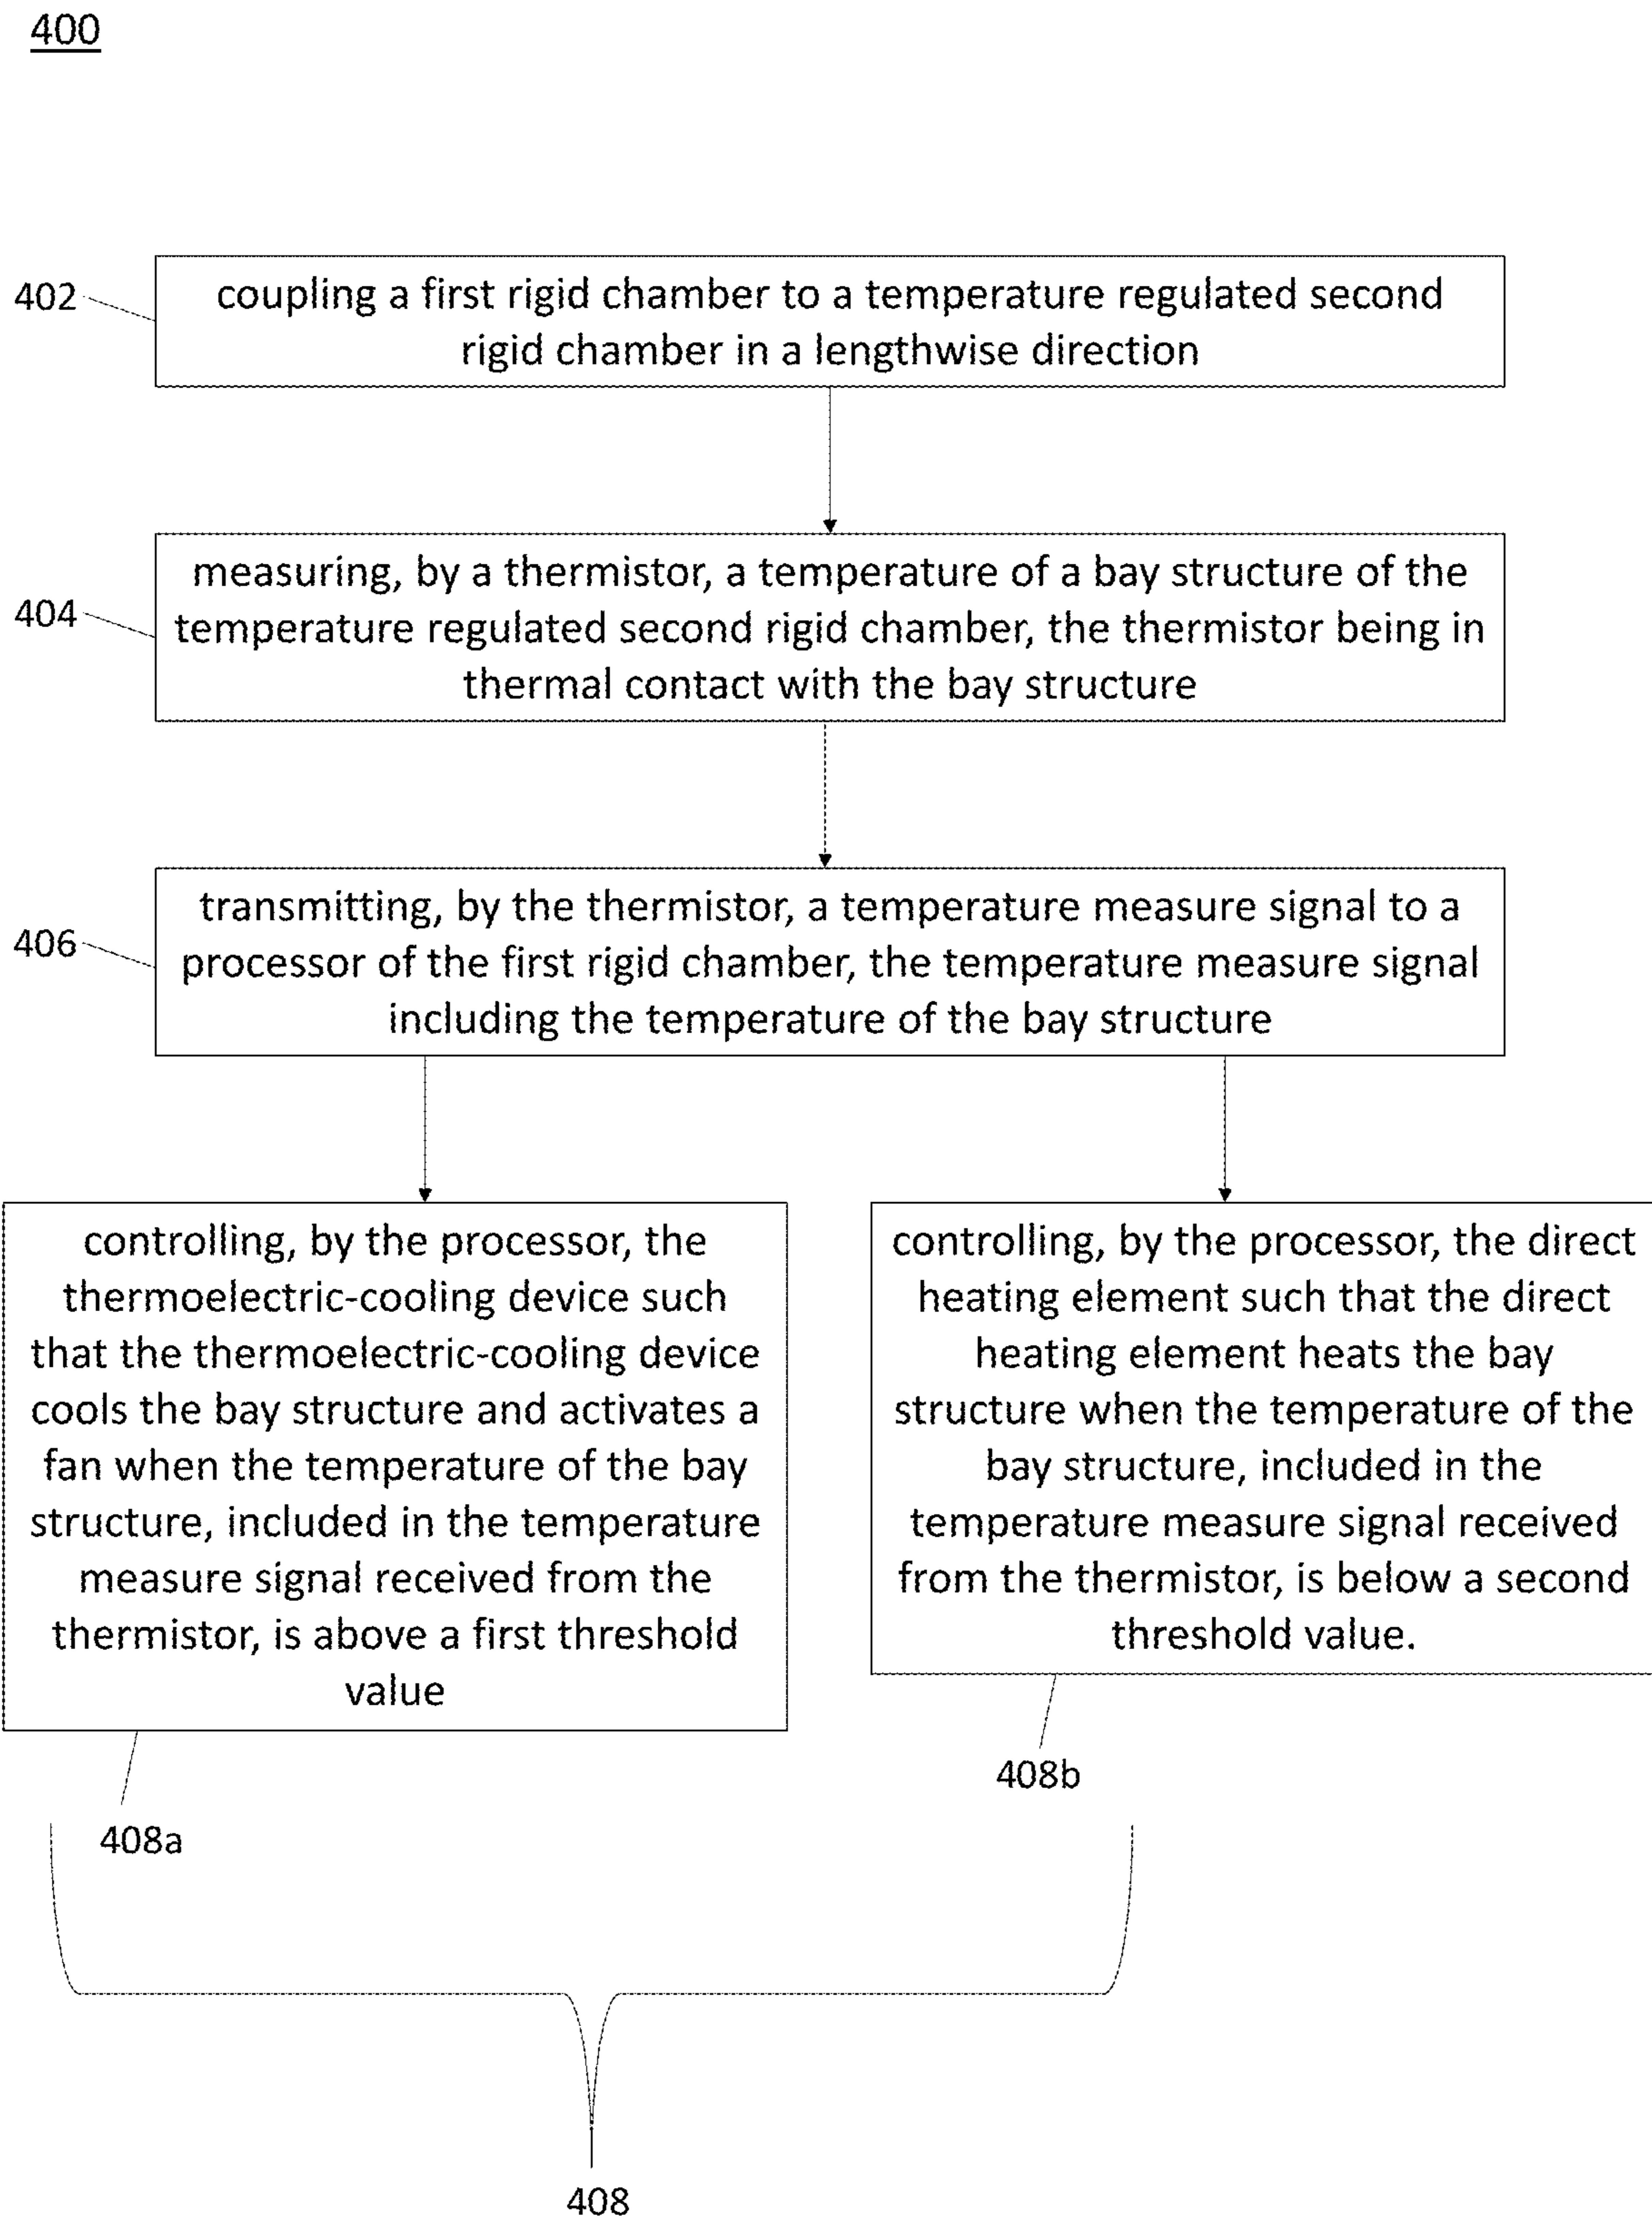 400
402
coupling a first rigid chamber to a temperature regulated second
rigid chamber in a lengthwise direction
404
measuring, by a thermistor, a temperature of a bay structure of the
temperature regulated second rigid chamber, the thermistor being in
thermal contact with the bay structure
406
transmitting, by the thermistor, a temperature measure signal to a
processor of the first rigid chamber, the temperature measure signal
including the temperature of the bay structure
controlling, by the processor, the
thermoelectric-cooling device such
that the thermoelectric-cooling device
cools the bay structure and activates a
fan when the temperature of the bay
structure, included in the temperature
measure signal received from the
thermistor, is above a first threshold
value
408a
controlling, by the processor, the direct
heating element such that the direct
heating element heats the bay
structure when the temperature of the
bay structure, included in the
temperature measure signal received
from the thermistor, is below a second
threshold value.
408b
408